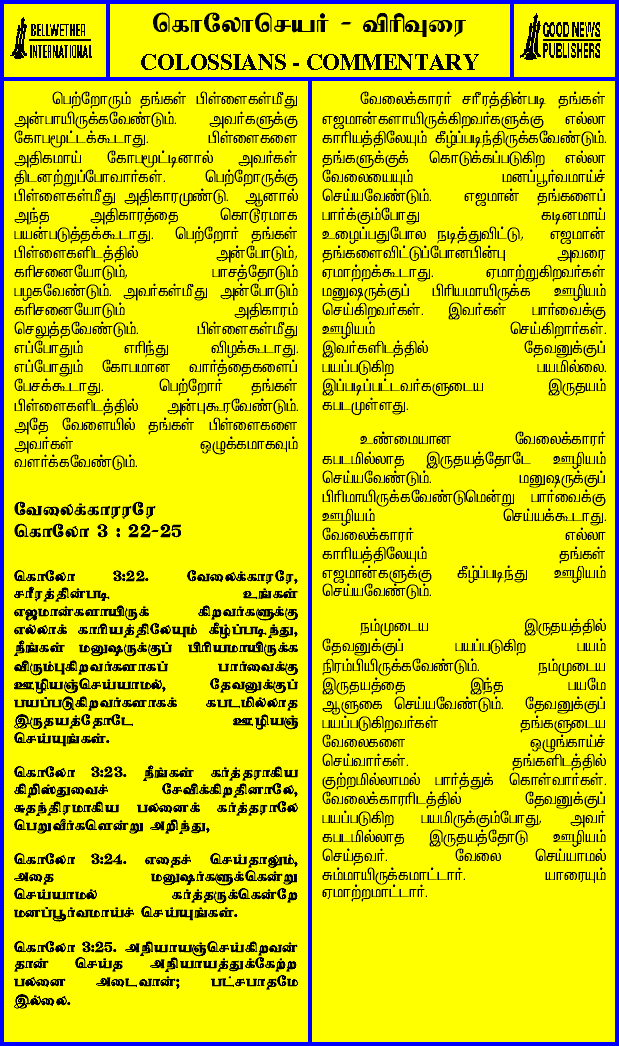 BELLWETHER
INTERNATIONAL
கொலோசெயர் - விரிவுரை
COLOSSIANS - COMMENTARY
GOOD NEWS
PUBLISHERS
பெற்றோரும் தங்கள் பிள்ளைகள்மீது
அன்பாயிருக்கவேண்டும். அவர்களுக்கு
கோபமூட்டக்கூடாது. பிள்ளைகளை
அதிகமாய் கோபமூட்டினால் அவர்கள்
திடனற்றுப்போவார்கள். பெற்றோருக்கு
பிள்ளைகள்மீது அதிகாரமுண்டு. ஆனால்
அந்த அதிகாரத்தை கொடூரமாக
பயன்படுத்தக்கூடாது. பெற்றோர் தங்கள்
பிள்ளைகளிடத்தில் அன்போடும்,
கரிசனையோடும், பாசத்தோடும்
பழகவேண்டும். அவர்கள்மீது அன்போடும்
கரிசனையோடும் அதிகாரம்
செலுத்தவேண்டும். பிள்ளைகள்மீது
எப்போதும் எரிந்து விழக்கூடாது.
எப்போதும் கோபமான வார்த்தைகளைப்
பேசக்கூடாது. பெற்றோர் தங்கள்
பிள்ளைகளிடத்தில் அன்புகூரவேண்டும்.
அதே வேளையில் தங்கள் பிள்ளைகளை
அவர்கள் ஒழுக்கமாகவும்
வளர்க்கவேண்டும்.
வேலைக்காரரரே
கொலோ 3 : 22-25
கொலோ 3:22. வேலைக்காரரே,
சரீரத்தின்படி உங்கள்
எஜமான்களாயிருக் கிறவர்களுக்கு
எல்லாக் காரியத்திலேயும் கீழ்ப்படிந்து,
நீங்கள் மனுஷருக்குப் பிரியமாயிருக்க
விரும்புகிறவர்களாகப் பார்வைக்கு
ஊழியஞ்செய்யாமல், தேவனுக்குப்
பயப்படுகிறவர்களாகக் கபடமில்லாத
இருதயத்தோடே ஊழியஞ்
செய்யுங்கள்.
கொலோ 3:23. நீங்கள் கர்த்தராகிய
கிறிஸ்துவைச் சேவிக்கிறதினாலே,
சுதந்திரமாகிய பலனைக் கர்த்தராலே
பெறுவீர்களென்று அறிந்து,
கொலோ 3:24. எதைச் செய்தாலும்,
அதை மனுஷர்களுக்கென்று
செய்யாமல் கர்த்தருக்கென்றே
மனப்பூர்வமாய்ச் செய்யுங்கள்.
கொலோ 3:25. அநியாயஞ்செய்கிறவன்
தான் செய்த அநியாயத்துக்கேற்ற
பலனை அடைவான்; பட்சபாதமே
இல்லை.
வேலைக்காரர் சரீரத்தின்படி தங்கள்
எஜமான்களாயிருக்கிறவர்களுக்கு எல்லா
காரியத்திலேயும் கீழ்ப்படிந்திருக்கவேண்டும்.
தங்களுக்குக் கொடுக்கப்படுகிற எல்லா
வேலையையும் மனப்பூர்வமாய்ச்
செய்யவேண்டும். எஜமான் தங்களைப்
பார்க்கும்போது கடினமாய்
உழைப்பதுபோல நடித்துவிட்டு, எஜமான்
தங்களைவிட்டுப்போனபின்பு அவரை
ஏமாற்றக்கூடாது. ஏமாற்றுகிறவர்கள்
மனுஷருக்குப் பிரியமாயிருக்க ஊழியம்
செய்கிறவர்கள். இவர்கள் பார்வைக்கு
ஊழியம் செய்கிறார்கள்.
இவர்களிடத்தில் தேவனுக்குப்
பயப்படுகிற பயமில்லை.
இப்படிப்பட்டவர்களுடைய இருதயம்
கபடமுள்ளது.
உண்மையான வேலைக்காரர்
கபடமில்லாத இருதயத்தோடே ஊழியம்
செய்யவேண்டும். மனுஷருக்குப்
பிரிமாயிருக்கவேண்டுமென்று பார்வைக்கு
ஊழியம் செய்யக்கூடாது.
வேலைக்காரர் எல்லா
காரியத்திலேயும் தங்கள்
எஜமான்களுக்கு கீழ்ப்படிந்து ஊழியம்
செய்யவேண்டும்.
நம்முடைய இருதயத்தில்
தேவனுக்குப் பயப்படுகிற பயம்
நிரம்பியிருக்கவேண்டும். நம்முடைய
இருதயத்தை இந்த பயமே
ஆளுகை செய்யவேண்டும். தேவனுக்குப்
பயப்படுகிறவர்கள் தங்களுடைய
வேலைகளை ஒழுங்காய்ச்
செய்வார்கள். தங்களிடத்தில்
குற்றமில்லாமல் பார்த்துக் கொள்வார்கள்.
வேலைக்காரரிடத்தில் தேவனுக்குப்
பயப்படுகிற பயமிருக்கும்போது, அவர்
கபடமில்லாத இருதயத்தோடு ஊழியம்
செய்தவர். வேலை செய்யாமல்
சும்மாயிருக்கமாட்டார். யாரையும்
ஏமாற்றமாட்டார்.